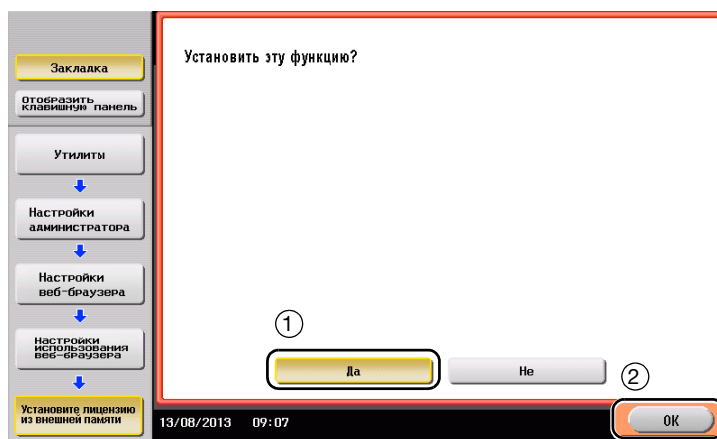 Закладка
Отобразить
клавишную панель
Утилиты
Настройки
администратора
Настройки
веб-браузера
Настройки
использования
веб-браузера
Установите лицензию
из внешней памяти
Установить эту функцию?
1
Да
Не
2
13/08/2013 09:07
OK